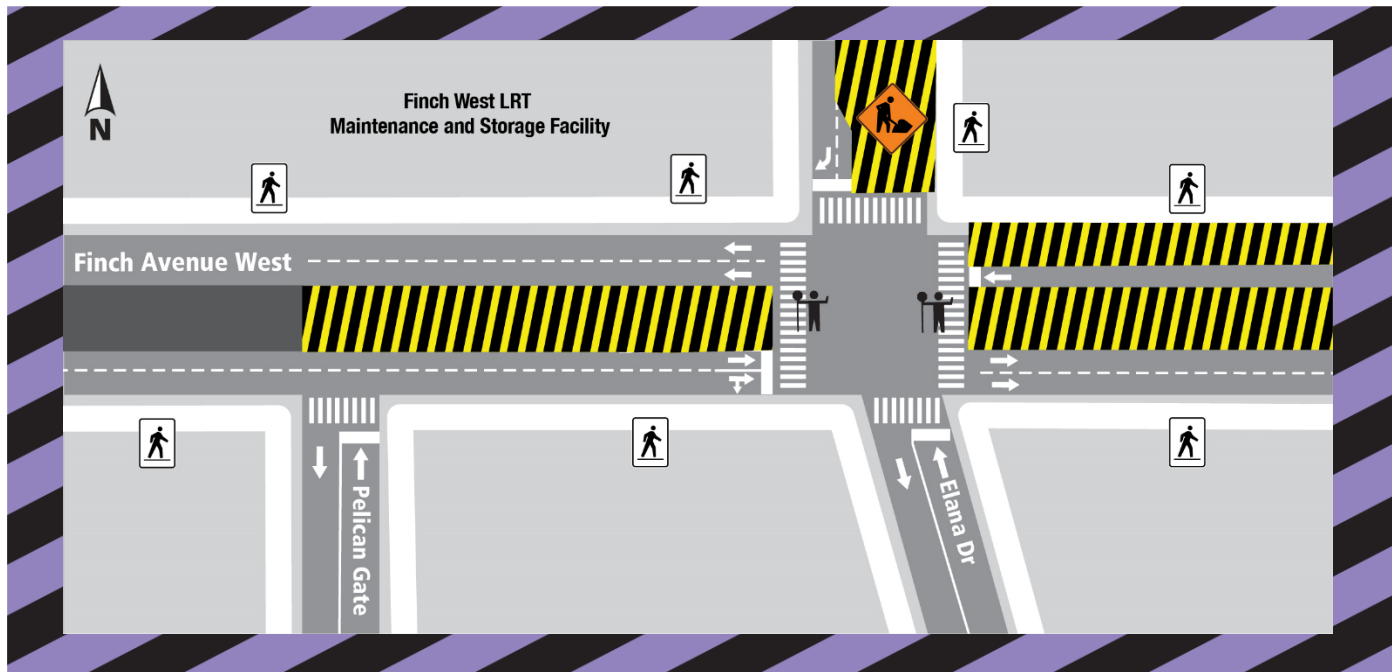 N
Finch West LRT
Maintenance and Storage Facility
Finch Avenue West
Pelican Gate
Elana Dr